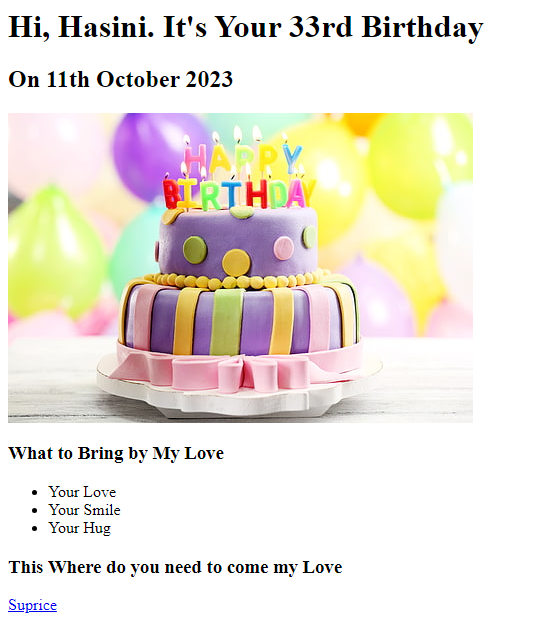 Hi, Hasini. It's Your 33rd Birthday
On 11th October 2023
HAPPY
BIRTHDAY
What to Bring by My Love
Your Love
Your Smile
Your Hug
This Where do you need to come my Love
Suprice